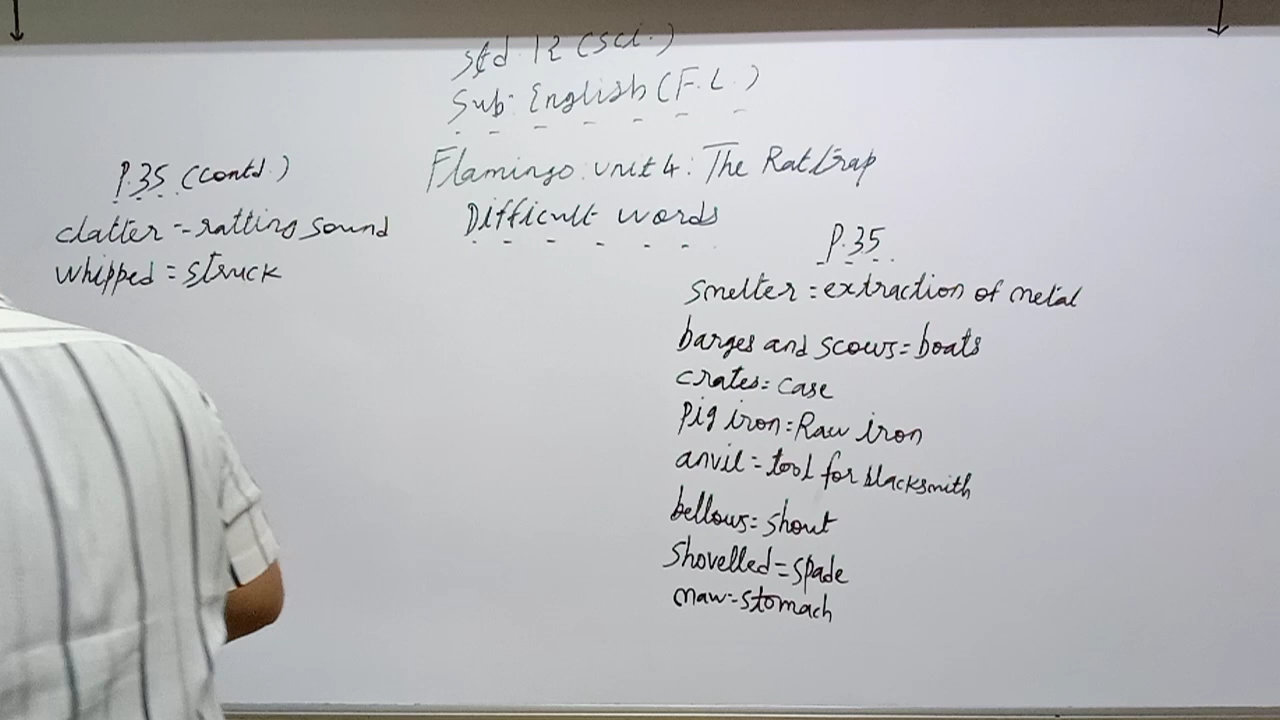 Std. 12 (Sci.)
Sub: English (F.L.)
Flamingo: Unit 4: The Rattrap
Difficult words
P.35
smelter = extraction of metal
barges and scows = boats
crates = case
Pig iron = Raw iron
anvil = tool for blacksmith
bellows = shout
Shovelled = spade
maw = stomach
P.35 (contd.)
clatter = ratting sound
whipped = struck